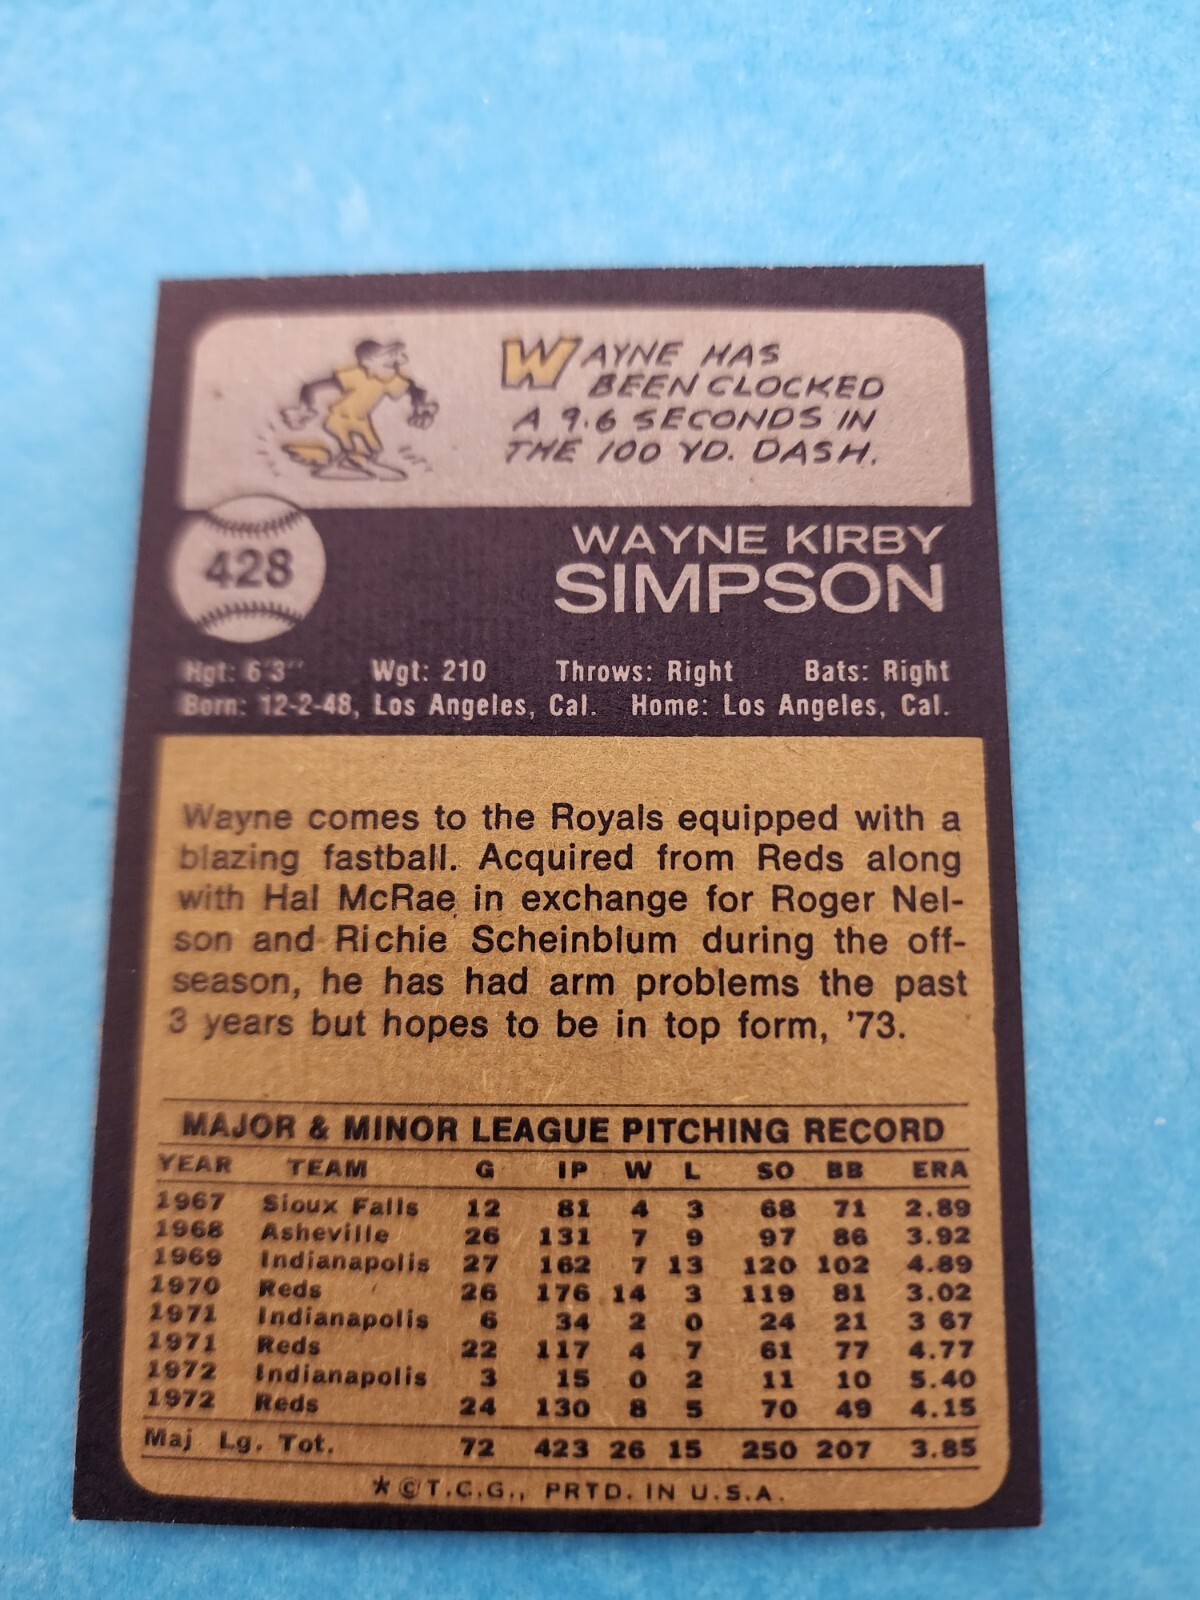 WAYNE HAS
BEEN CLOCKED
A 9.6 SECONDS IN
THE 100 YD. DASH.
428
WAYNE KIRBY
SIMPSON
Hgt: 6'3" Wgt: 210 Throws: Right Bats: Right
Born: 12-2-48, Los Angeles, Cal. Home: Los Angeles, Cal.
Wayne comes to the Royals equipped with a
blazing fastball. Acquired from Reds along
with Hal McRae in exchange for Roger Nel-
son and Richie Scheinblum during the off-
season, he has had arm problems the past
3 years but hopes to be in top form, '73.
MAJOR & MINOR LEAGUE PITCHING RECORD
YEAR TEAM G IP W L SO BB ERA
1967 Sioux Falls 12 81 4 3 68 71 2.89
1968 Asheville 26 131 7 9 97 86 3.92
1969 Indianapolis 27 162 7 13 120 102 4.89
1970 Reds 26 176 14 3 119 81 3.02
1971 Indianapolis 6 34 2 0 24 21 3 67
1971 Reds 22 117 4 7 61 77 4.77
1972 Indianapolis 3 15 0 2 11 10 5.40
1972 Reds 24 130 8 5 70 49 4.15
Maj Lg. Tot. 72 423 26 15 250 207 3.85
*©T.C.G., PRTD. IN U.S.A.